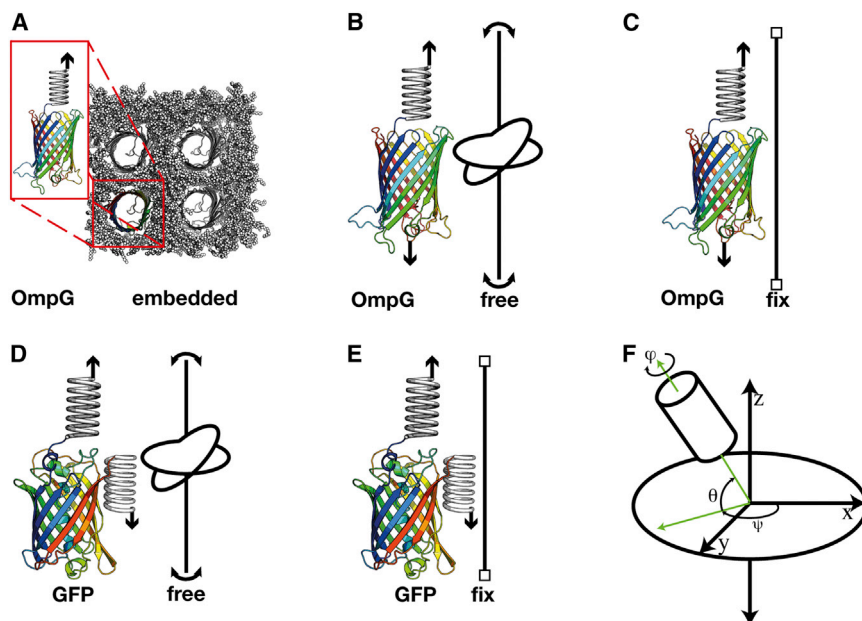 A
OmpG
embedded
B
OmpG
free
C
OmpG
fix
D
GFP
free
E
GFP
fix
F
φ
z
θ
ψ
x
y